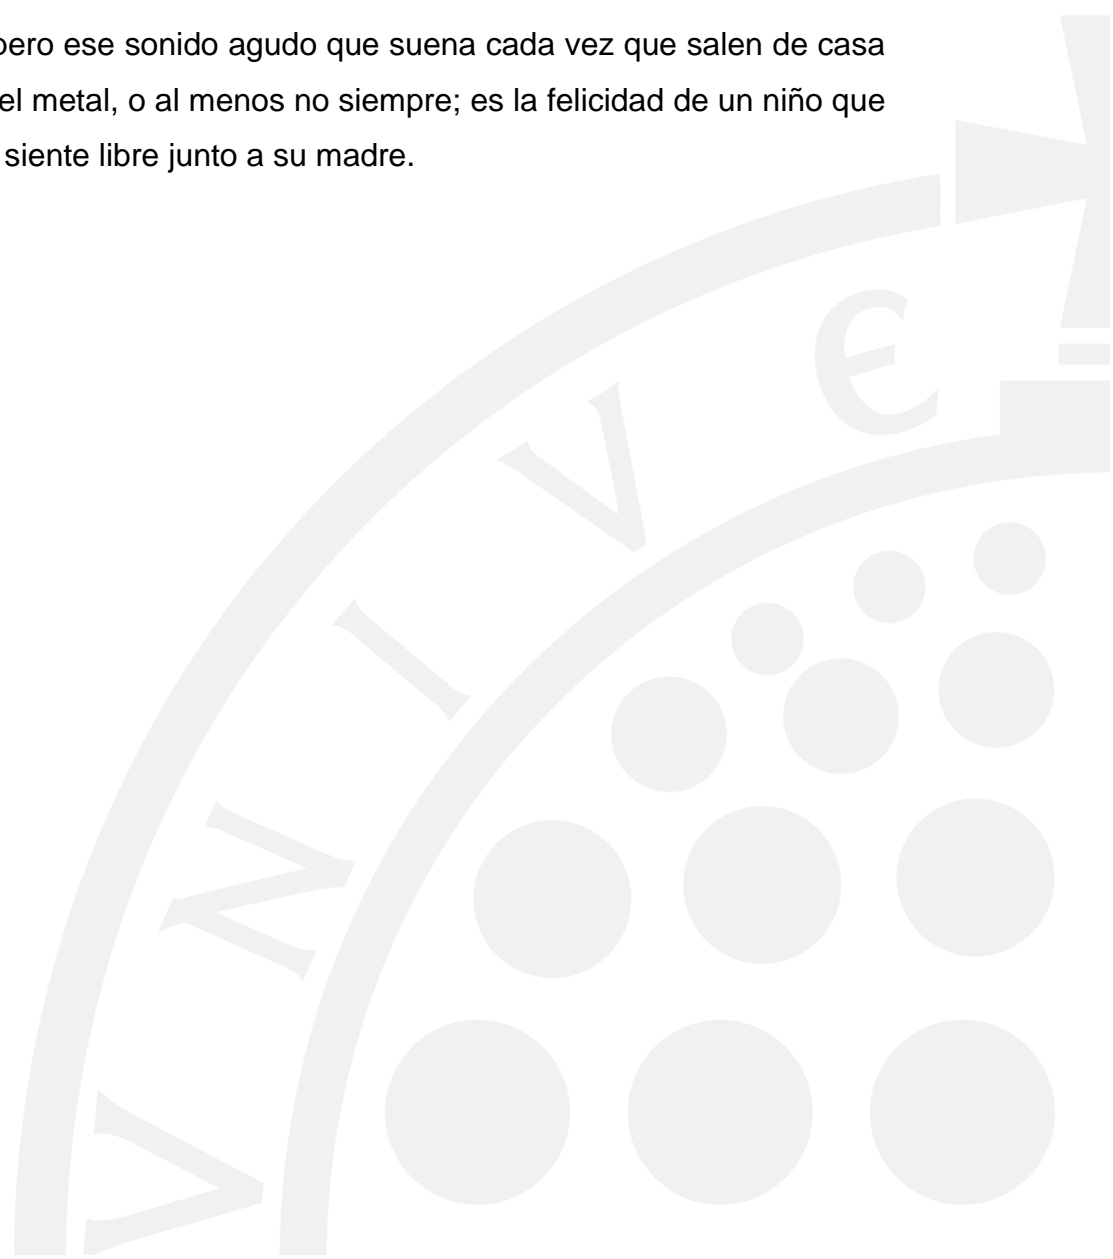 pero ese sonido agudo que suena cada vez que salen de casa
el metal, o al menos no siempre; es la felicidad de un niño que
siente libre junto a su madre.
V N I V E